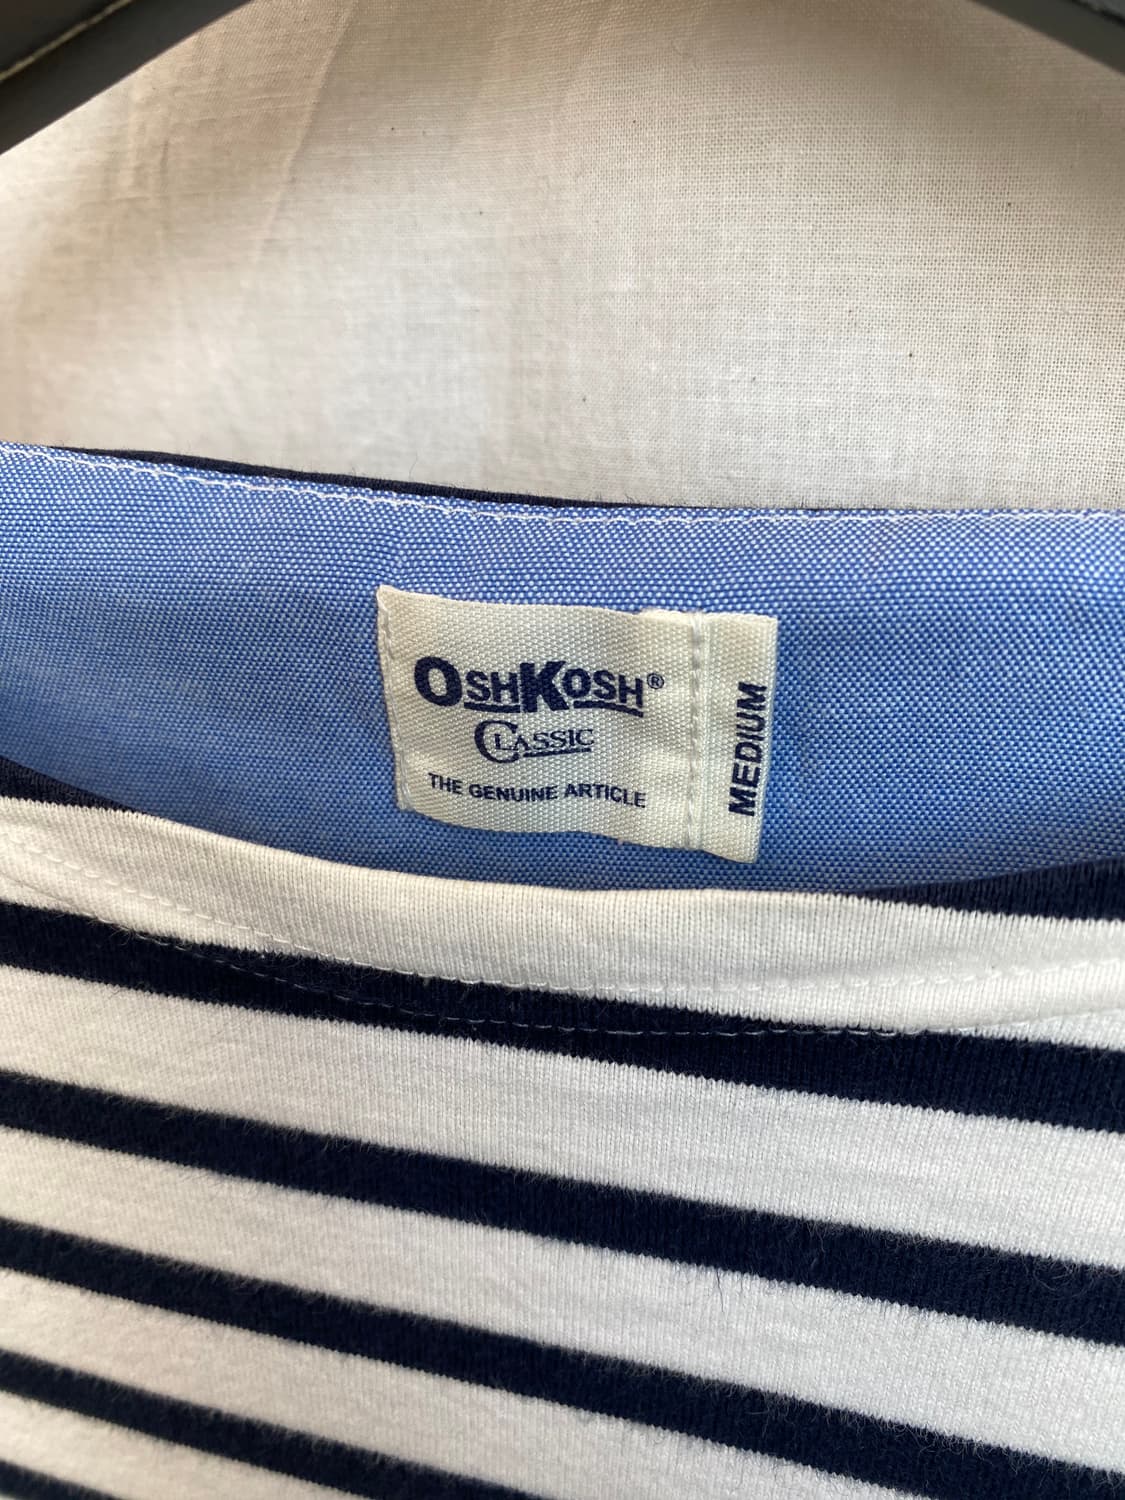 OSHKOSH®
CLASSIC
THE GENUINE ARTICLE
MEDIUM